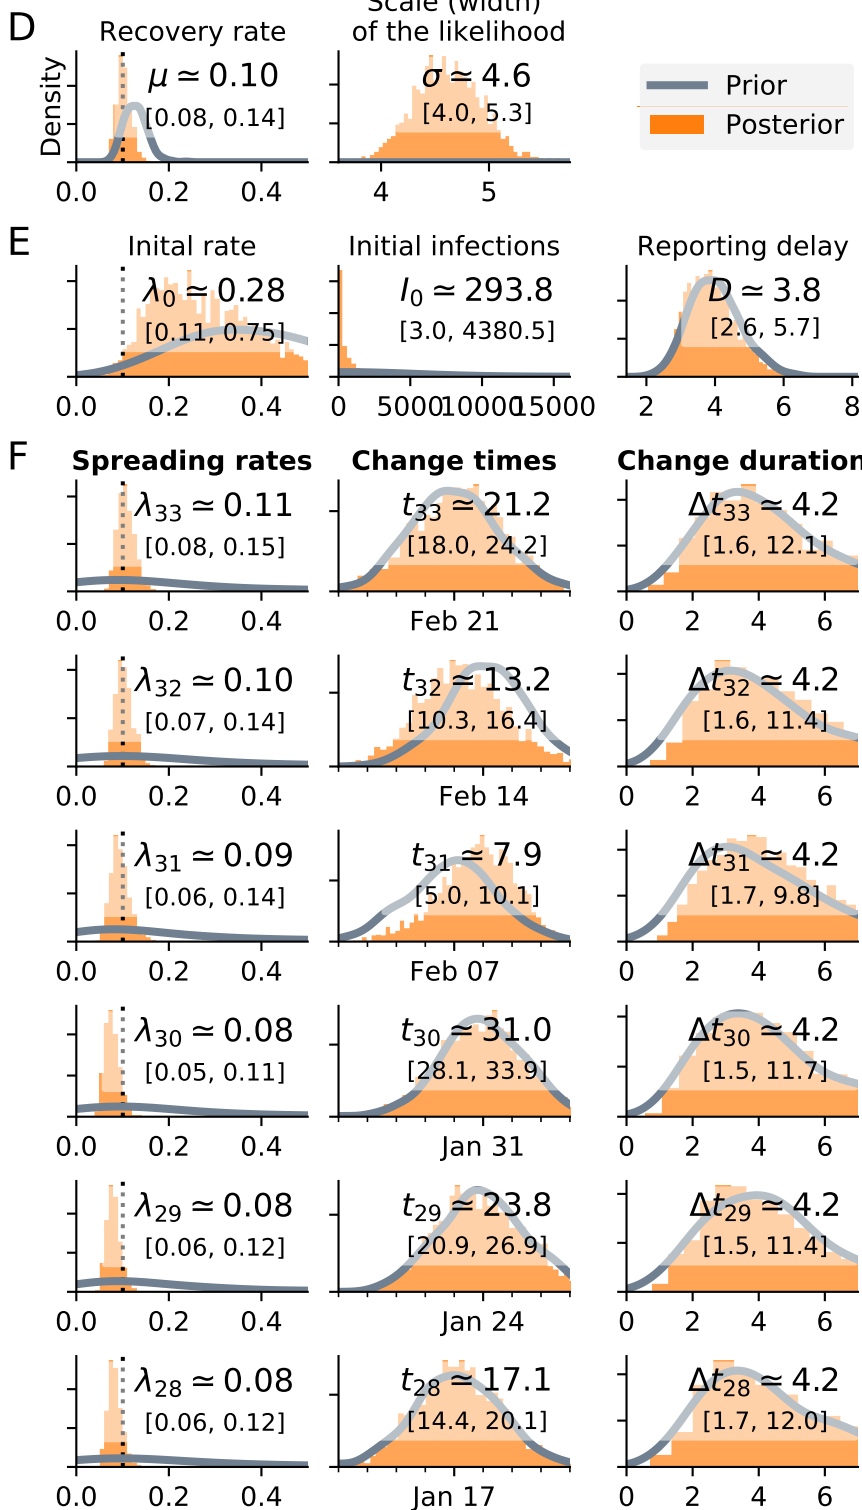 D
Scale (width)
Recovery rate
of the likelihood
Density
μ ≃ 0.10
[0.08, 0.14]
σ ≃ 4.6
[4.0, 5.3]
Prior
Posterior
0.0 0.2 0.4
4 5
E
Inital rate
Initial infections
Reporting delay
λ0 ≃ 0.28
[0.11, 0.75]
I0 ≃ 293.8
[3.0, 4380.5]
D ≃ 3.8
[2.6, 5.7]
0.0 0.2 0.4
0 5000 10000 15000
2 4 6 8
F
Spreading rates
Change times
Change duration
λ33 ≃ 0.11
[0.08, 0.15]
t33 ≃ 21.2
[18.0, 24.2]
Δt33 ≃ 4.2
[1.6, 12.1]
0.0 0.2 0.4
Feb 21
0 2 4 6
λ32 ≃ 0.10
[0.07, 0.14]
t32 ≃ 13.2
[10.3, 16.4]
Δt32 ≃ 4.2
[1.6, 11.4]
0.0 0.2 0.4
Feb 14
0 2 4 6
λ31 ≃ 0.09
[0.06, 0.14]
t31 ≃ 7.9
[5.0, 10.1]
Δt31 ≃ 4.2
[1.7, 9.8]
0.0 0.2 0.4
Feb 07
0 2 4 6
λ30 ≃ 0.08
[0.05, 0.11]
t30 ≃ 31.0
[28.1, 33.9]
Δt30 ≃ 4.2
[1.5, 11.7]
0.0 0.2 0.4
Jan 31
0 2 4 6
λ29 ≃ 0.08
[0.06, 0.12]
t29 ≃ 23.8
[20.9, 26.9]
Δt29 ≃ 4.2
[1.5, 11.4]
0.0 0.2 0.4
Jan 24
0 2 4 6
λ28 ≃ 0.08
[0.06, 0.12]
t28 ≃ 17.1
[14.4, 20.1]
Δt28 ≃ 4.2
[1.7, 12.0]
0.0 0.2 0.4
Jan 17
0 2 4 6